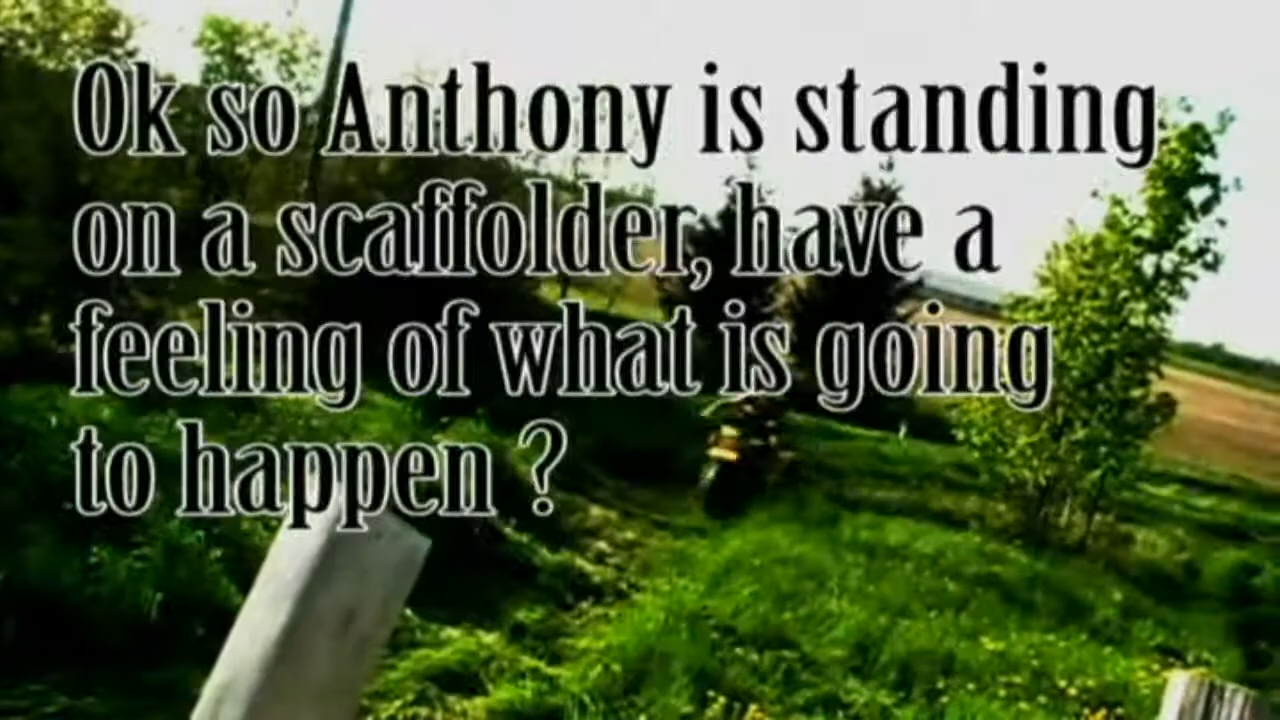 Ok so Anthony is standing
on a scaffolder, have a
feeling of what is going
to happen ?